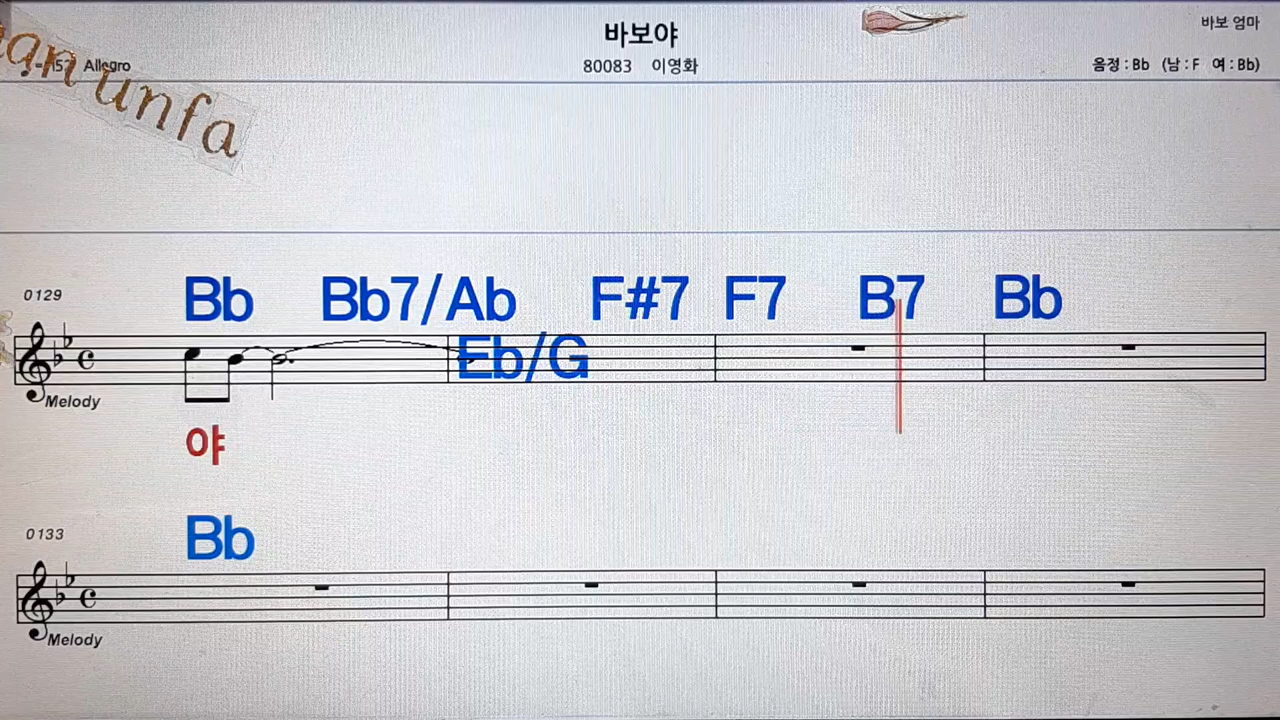 바보야
바보 엄마
Allegro
80083 이영화
음정 : Bb (남 : F 여 : Bb)
unfa
0129
Bb Bb7/Ab F#7 F7 B7 Bb
Eb/G
Melody
야
0133
Bb
Melody